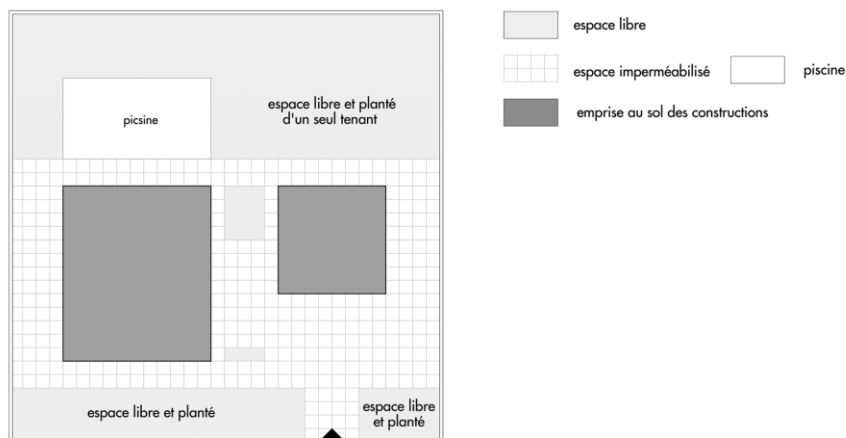 espace libre
espace imperméabilisé
piscine
emprise au sol des constructions
picsine
espace libre et planté
d'un seul tenant
espace libre et planté
espace libre
et planté